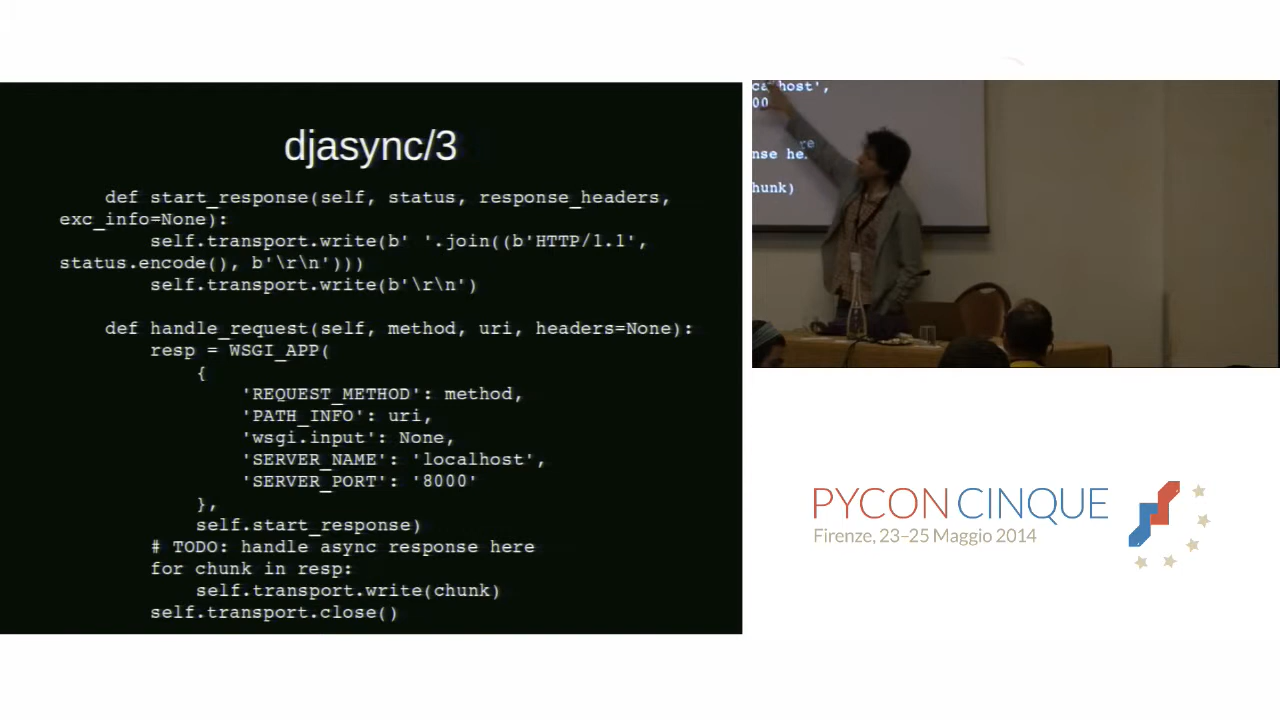 djasync/3
def start_response(self, status, response_headers,
exc_info=None):
self.transport.write(b' '.join((b'HTTP/1.1',
status.encode(), b'\r\n')))
self.transport.write(b'\r\n')
def handle_request(self, method, uri, headers=None):
resp = WSGI_APP(
{
'REQUEST_METHOD': method,
'PATH_INFO': uri,
'wsgi.input': None,
'SERVER_NAME': 'localhost',
'SERVER_PORT': '8000'
},
self.start_response)
# TODO: handle async response here
for chunk in resp:
self.transport.write(chunk)
self.transport.close()
PYCON CINQUE
Firenze, 23–25 Maggio 2014